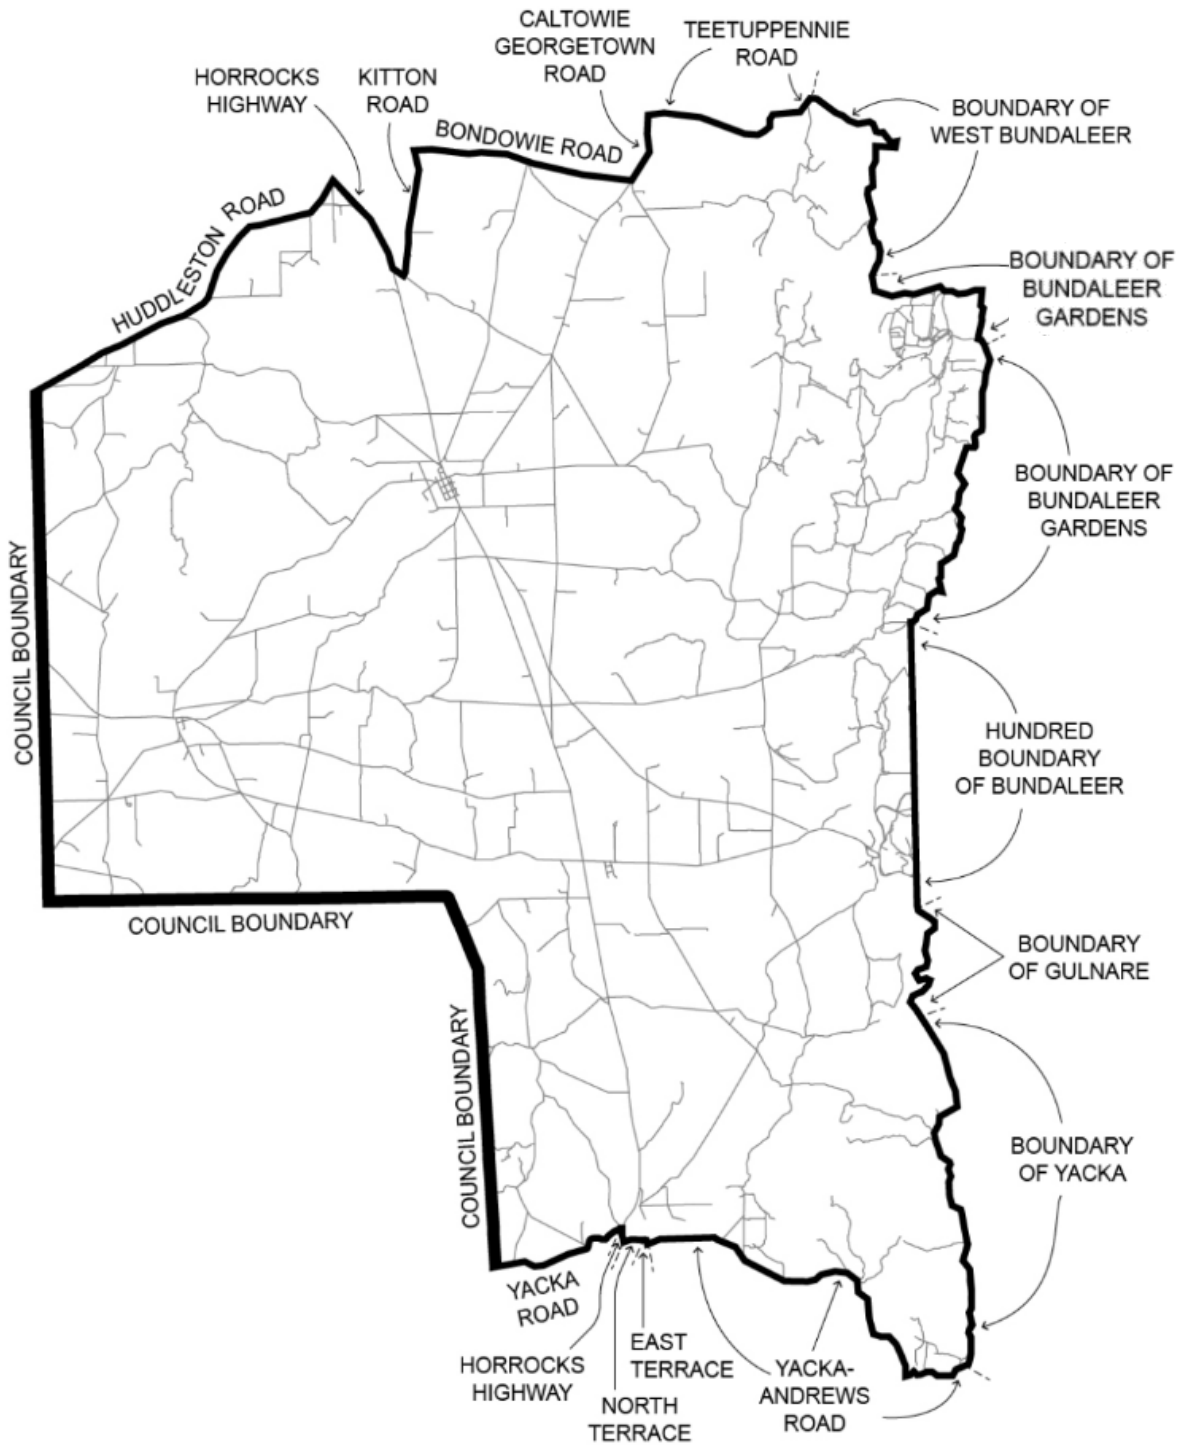 CALTOWIE
GEORGETOWN
ROAD
TEETUPPENNIE
ROAD
HORROCKS
HIGHWAY
KITTON
ROAD
BONDOWIE ROAD
BOUNDARY OF
WEST BUNDALEER
HUDDLESTON ROAD
BOUNDARY OF
BUNDALEER
GARDENS
BOUNDARY OF
BUNDALEER
GARDENS
COUNCIL BOUNDARY
HUNDRED
BOUNDARY
OF BUNDALEER
COUNCIL BOUNDARY
BOUNDARY
OF GULNARE
COUNCIL BOUNDARY
BOUNDARY
OF YACKA
YACKA
ROAD
HORROCKS
HIGHWAY
NORTH
TERRACE
EAST
TERRACE
YACKA-
ANDREWS
ROAD